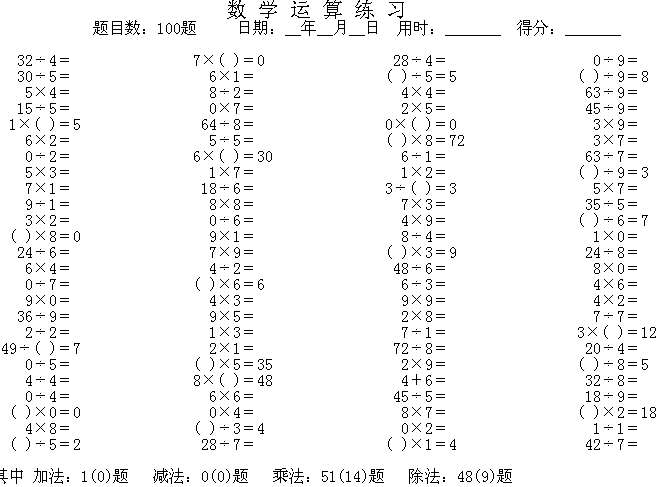 数 学 运 算 练 习
题目数：100题 日期：__年__月__日 用时：______ 得分：______
32÷4= 7×( )=0 28÷4= 0÷9=
30÷5= 6×1= ( )÷5=5 ( )÷9=8
5×4= 8÷2= 4×4= 63÷9=
15÷5= 0×7= 2×5= 45÷9=
1×( )=5 64÷8= 0×( )=0 3×9=
6×2= 5÷5= ( )×8=72 3×7=
0÷2= 6×( )=30 6÷1= 63÷7=
5×3= 1×7= 1×2= ( )÷9=3
7×1= 18÷6= 3÷( )=3 5×7=
9÷1= 8×8= 7×3= 35÷5=
3×2= 0÷6= 4×9= ( )÷6=7
( )×8=0 9×1= 8÷4= 1×0=
24÷6= 7×9= ( )×3=9 24÷8=
6×4= 4÷2= 48÷6= 8×0=
0÷7= ( )×6=6 6÷3= 4×6=
9×0= 4×3= 9×9= 4×2=
36÷9= 9×5= 2×8= 7÷7=
2÷2= 1×3= 7÷1= 3×( )=12
49÷( )=7 2×1= 72÷8= 20÷4=
0÷5= ( )×5=35 2×9= ( )÷8=5
4÷4= 8×( )=48 4+6= 32÷8=
0÷4= 6×6= 45÷5= 18÷9=
( )×0=0 0×4= 8×7= ( )×2=18
4×8= ( )÷3=4 0×2= 1÷1=
( )÷5=2 28÷7= ( )×1=4 42÷7=
其中 加法：1(0)题 减法：0(0)题 乘法：51(14)题 除法：48(9)题